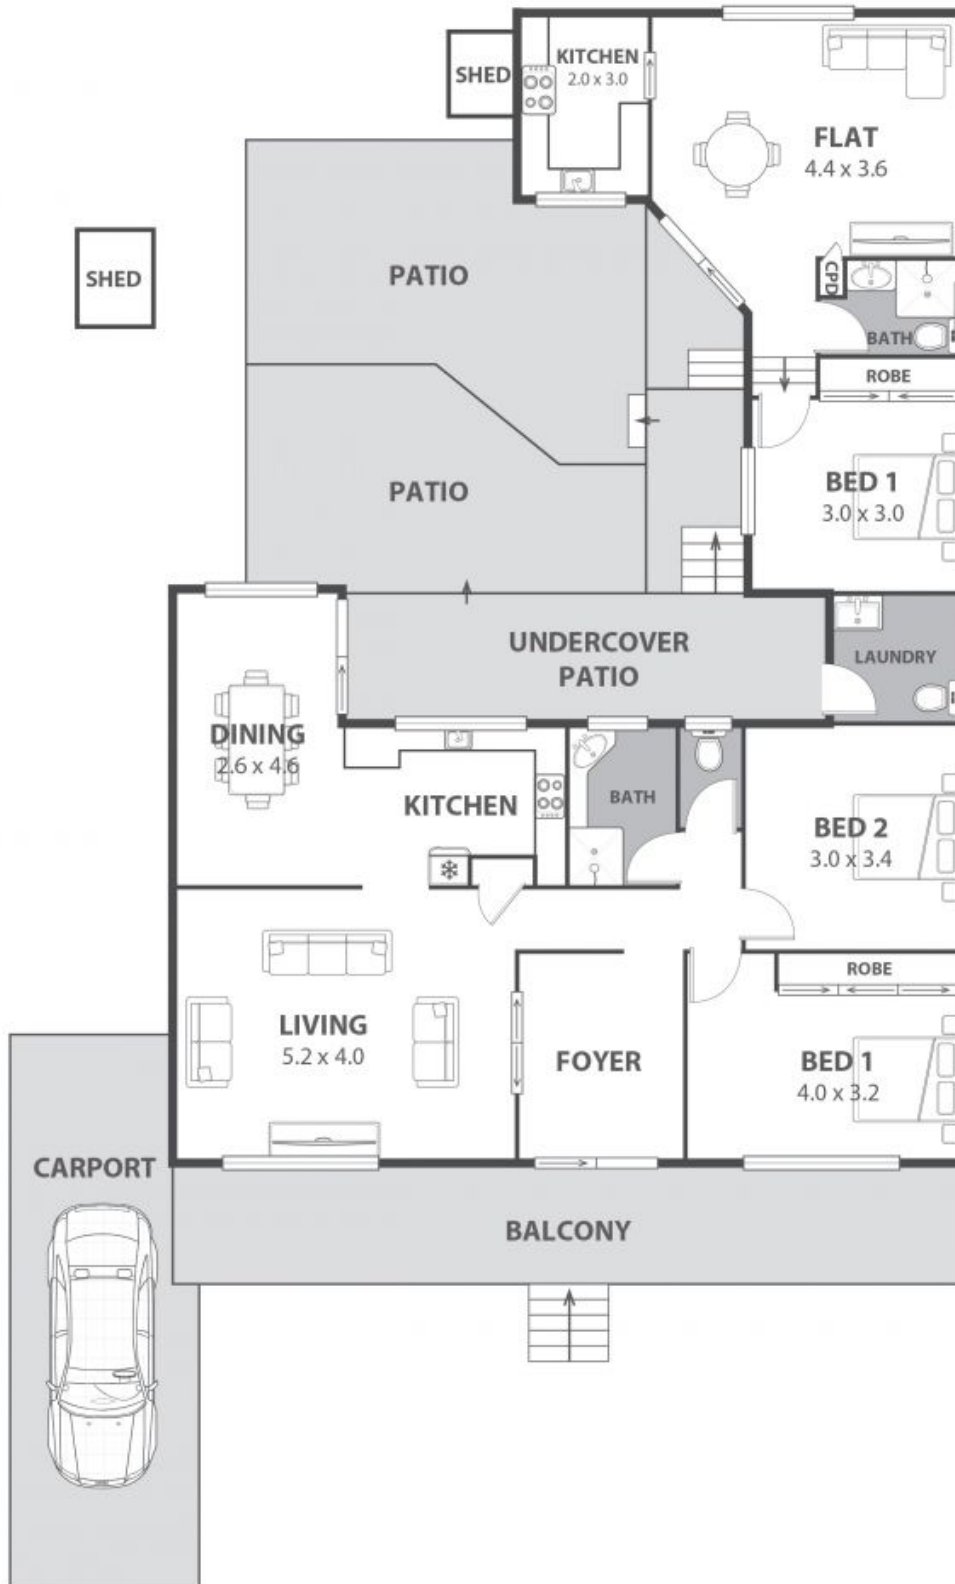 SHED
KITCHEN
2.0 x 3.0
FLAT
4.4 x 3.6
SHED
PATIO
CPD
BATH
ROBE
PATIO
BED 1
3.0 x 3.0
UNDERCOVER
PATIO
LAUNDRY
DINING
2.6 x 4.6
KITCHEN
BATH
BED 2
3.0 x 3.4
ROBE
LIVING
5.2 x 4.0
FOYER
BED 1
4.0 x 3.2
CARPORT
BALCONY